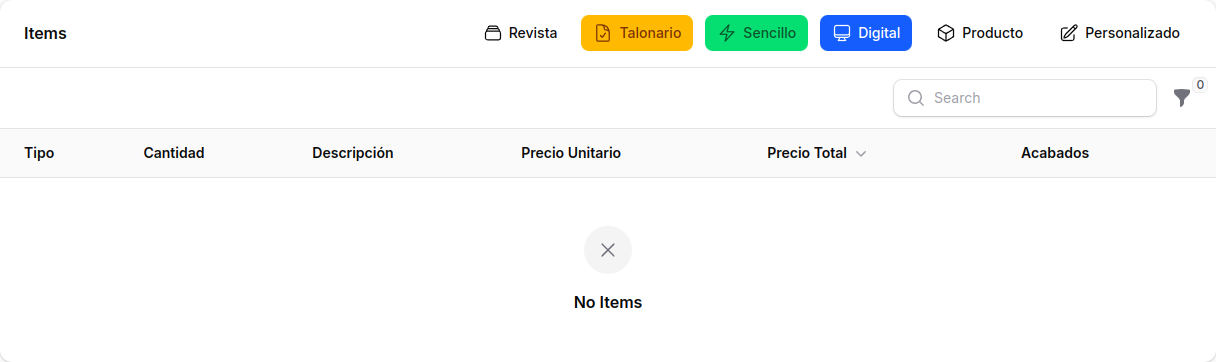 Items Revista Talonario Sencillo Digital Producto Personalizado
Search 0
Tipo Cantidad Descripción Precio Unitario Precio Total Acabados
No Items